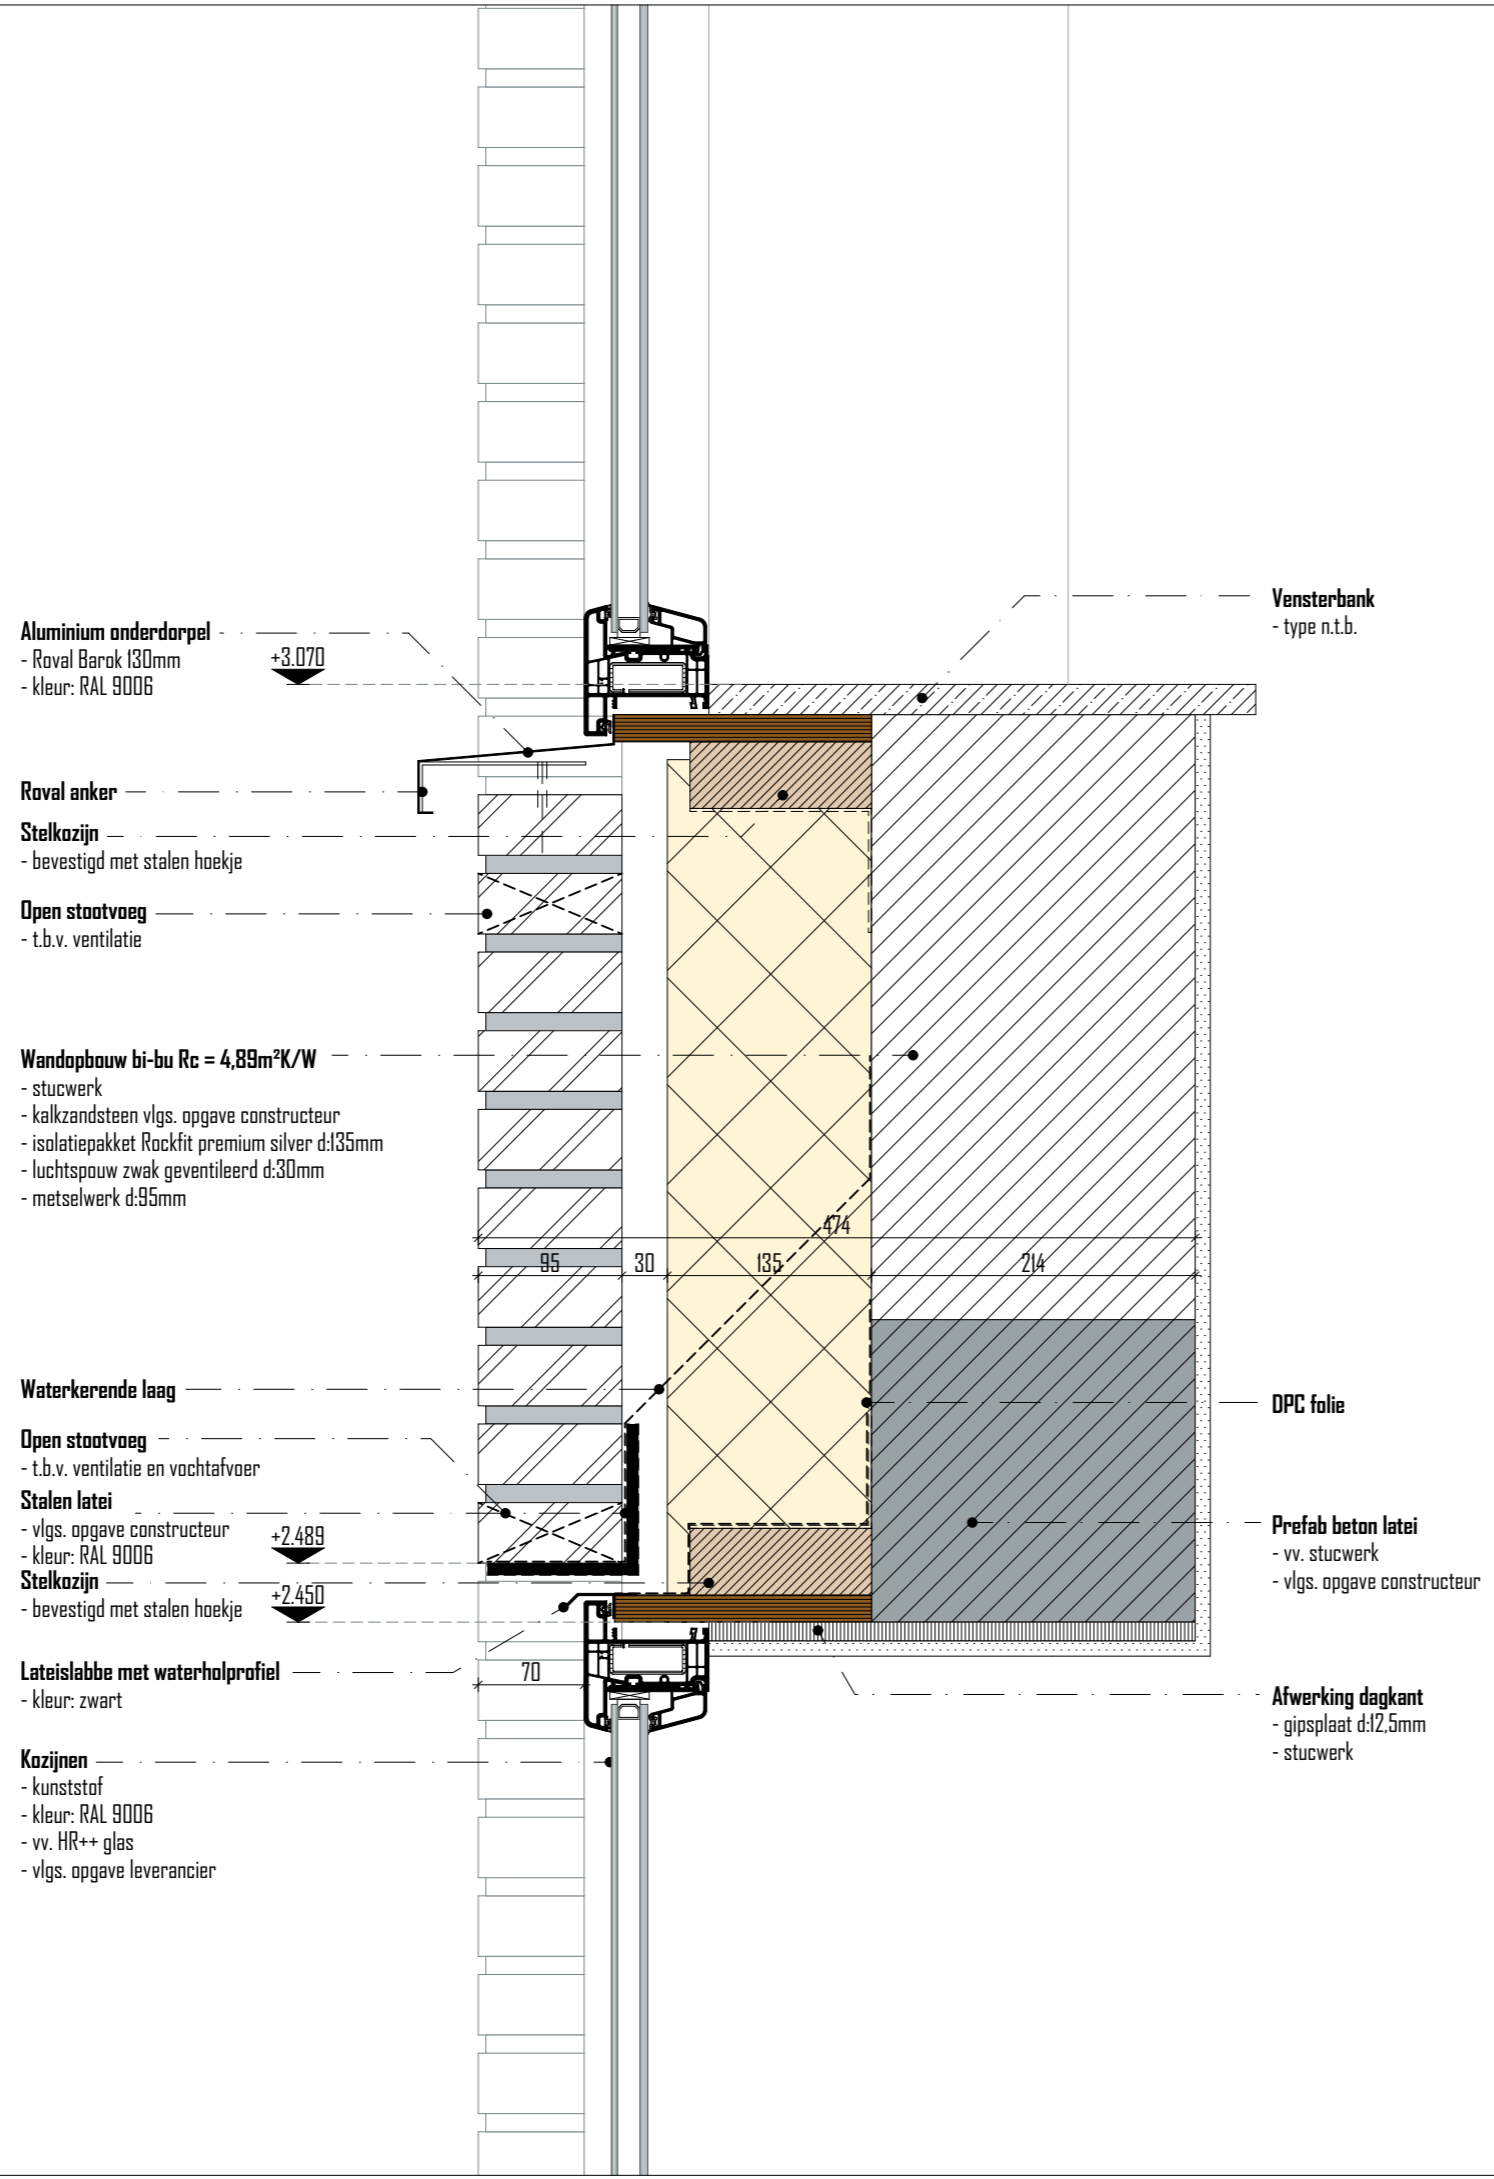 Aluminium onderdorpel
- Roval Barok 130mm
- kleur: RAL 9006
+3.070
Roval anker
Stelkozijn
- bevestigd met stalen hoekje
Open stootvoeg
- t.b.v. ventilatie
Wandopbouw bi-bu Rc = 4,89m²K/W
- stucwerk
- kalkzandsteen vlgs. opgave constructeur
- isolatiepakket Rockfit premium silver d:135mm
- luchtspouw zwak geventileerd d:30mm
- metselwerk d:95mm
474
95 30 135 214
Waterkerende laag
Open stootvoeg
- t.b.v. ventilatie en vochtafvoer
Stalen latei
- vlgs. opgave constructeur
- kleur: RAL 9006
+2.489
Stelkozijn
- bevestigd met stalen hoekje
+2.450
Lateislabbe met waterholprofiel
- kleur: zwart
70
Kozijnen
- kunststof
- kleur: RAL 9006
- vv. HR++ glas
- vlgs. opgave leverancier
Vensterbank
- type n.t.b.
DPC folie
Prefab beton latei
- vv. stucwerk
- vlgs. opgave constructeur
Afwerking dagkant
- gipsplaat d:12,5mm
- stucwerk